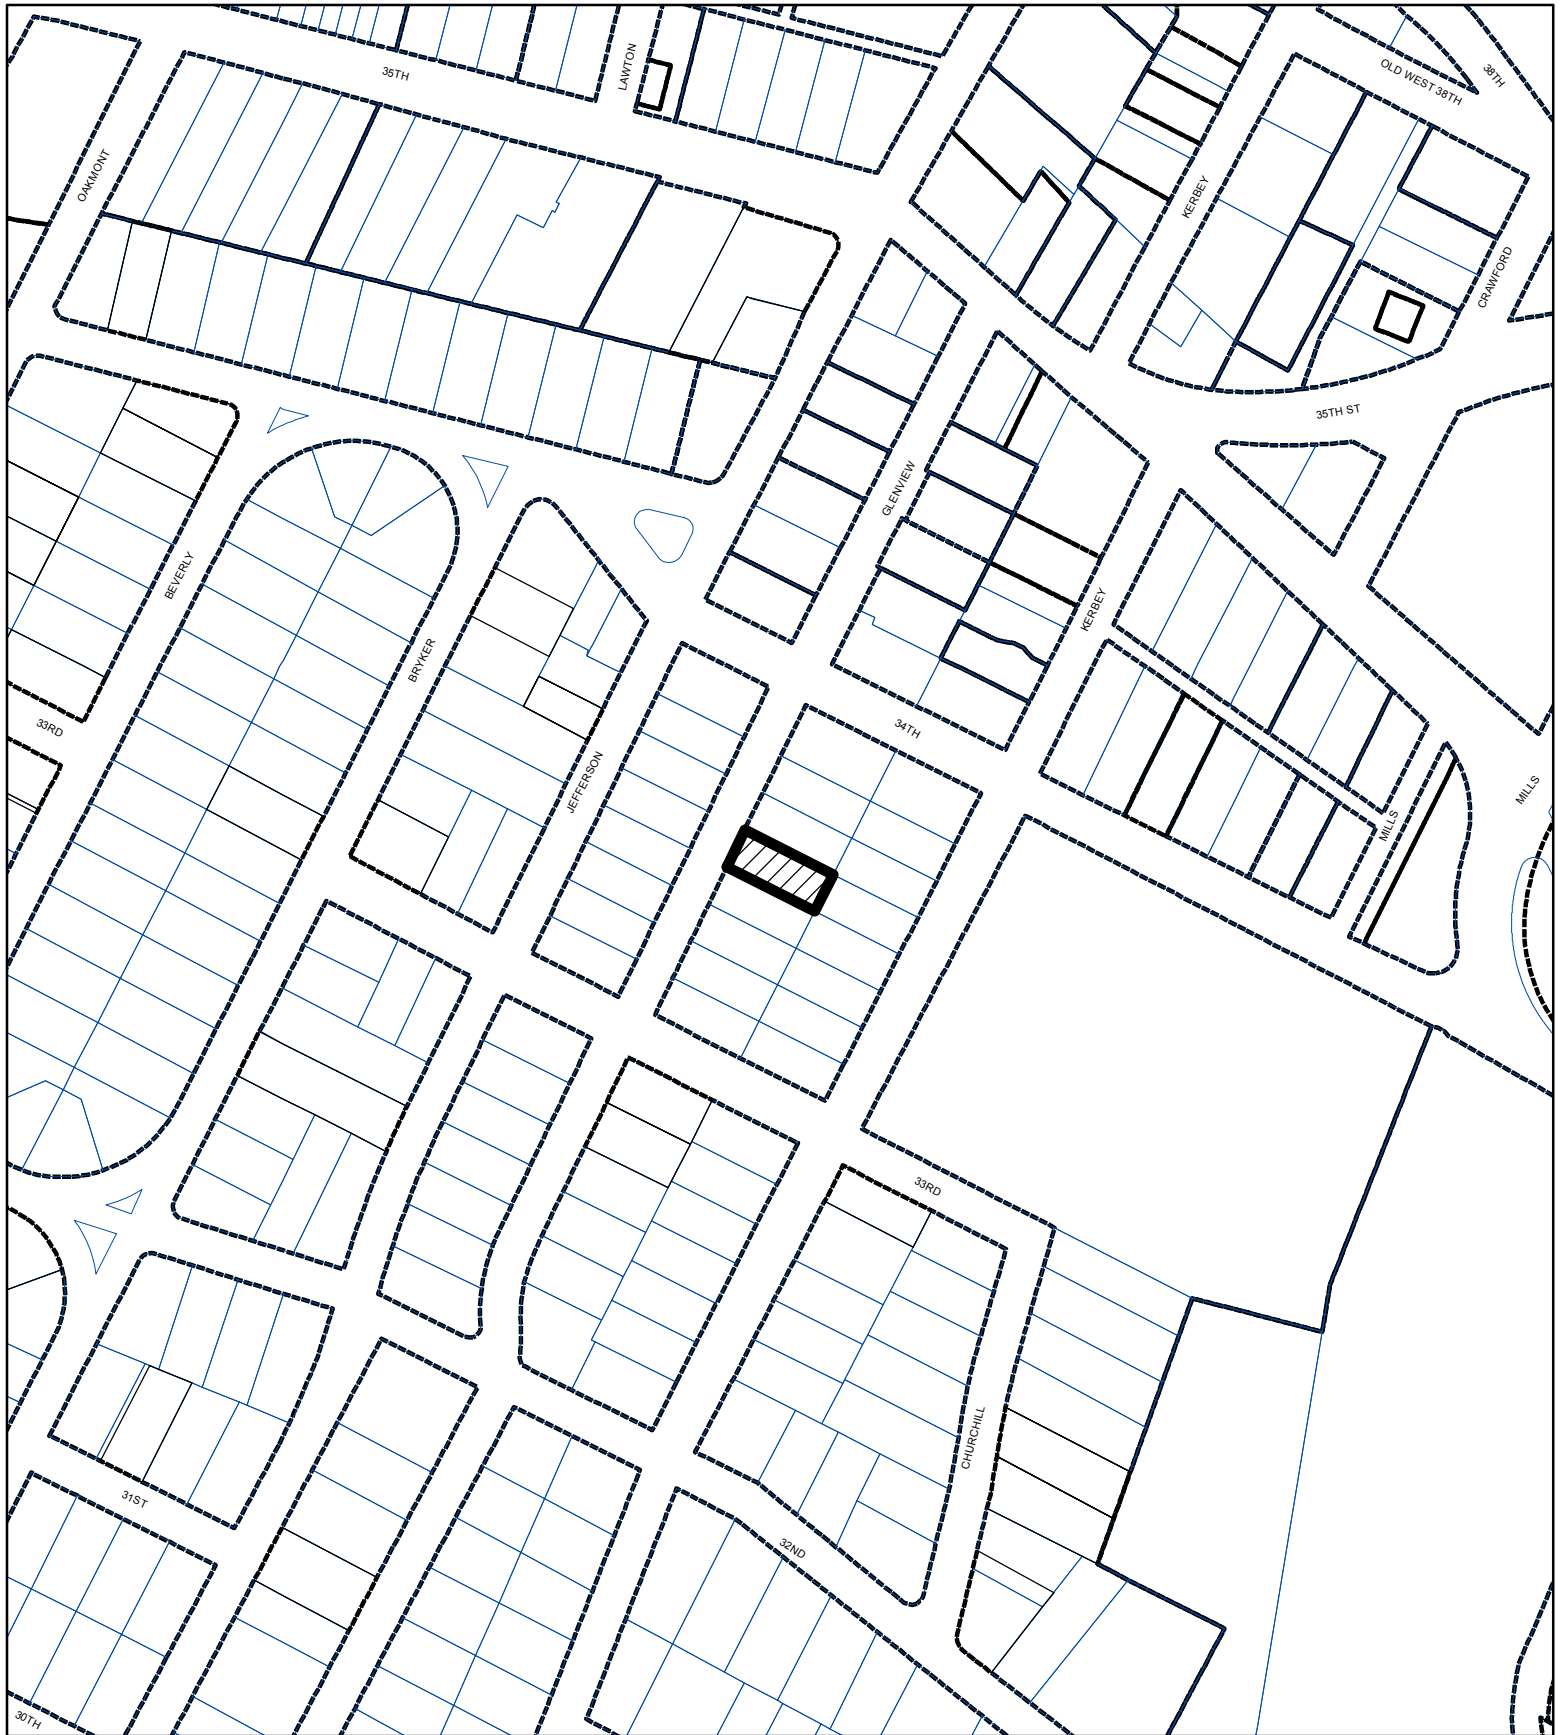 35TH
LAWTON
OLD WEST 38TH
38TH
OAKMONT
KERBEY
CRAWFORD
35TH ST
GLENVIEW
BEVERLY
KERBEY
BRYKER
33RD
34TH
JEFFERSON
MILLS
MILLS
33RD
CHURCHILL
31ST
32ND
30TH